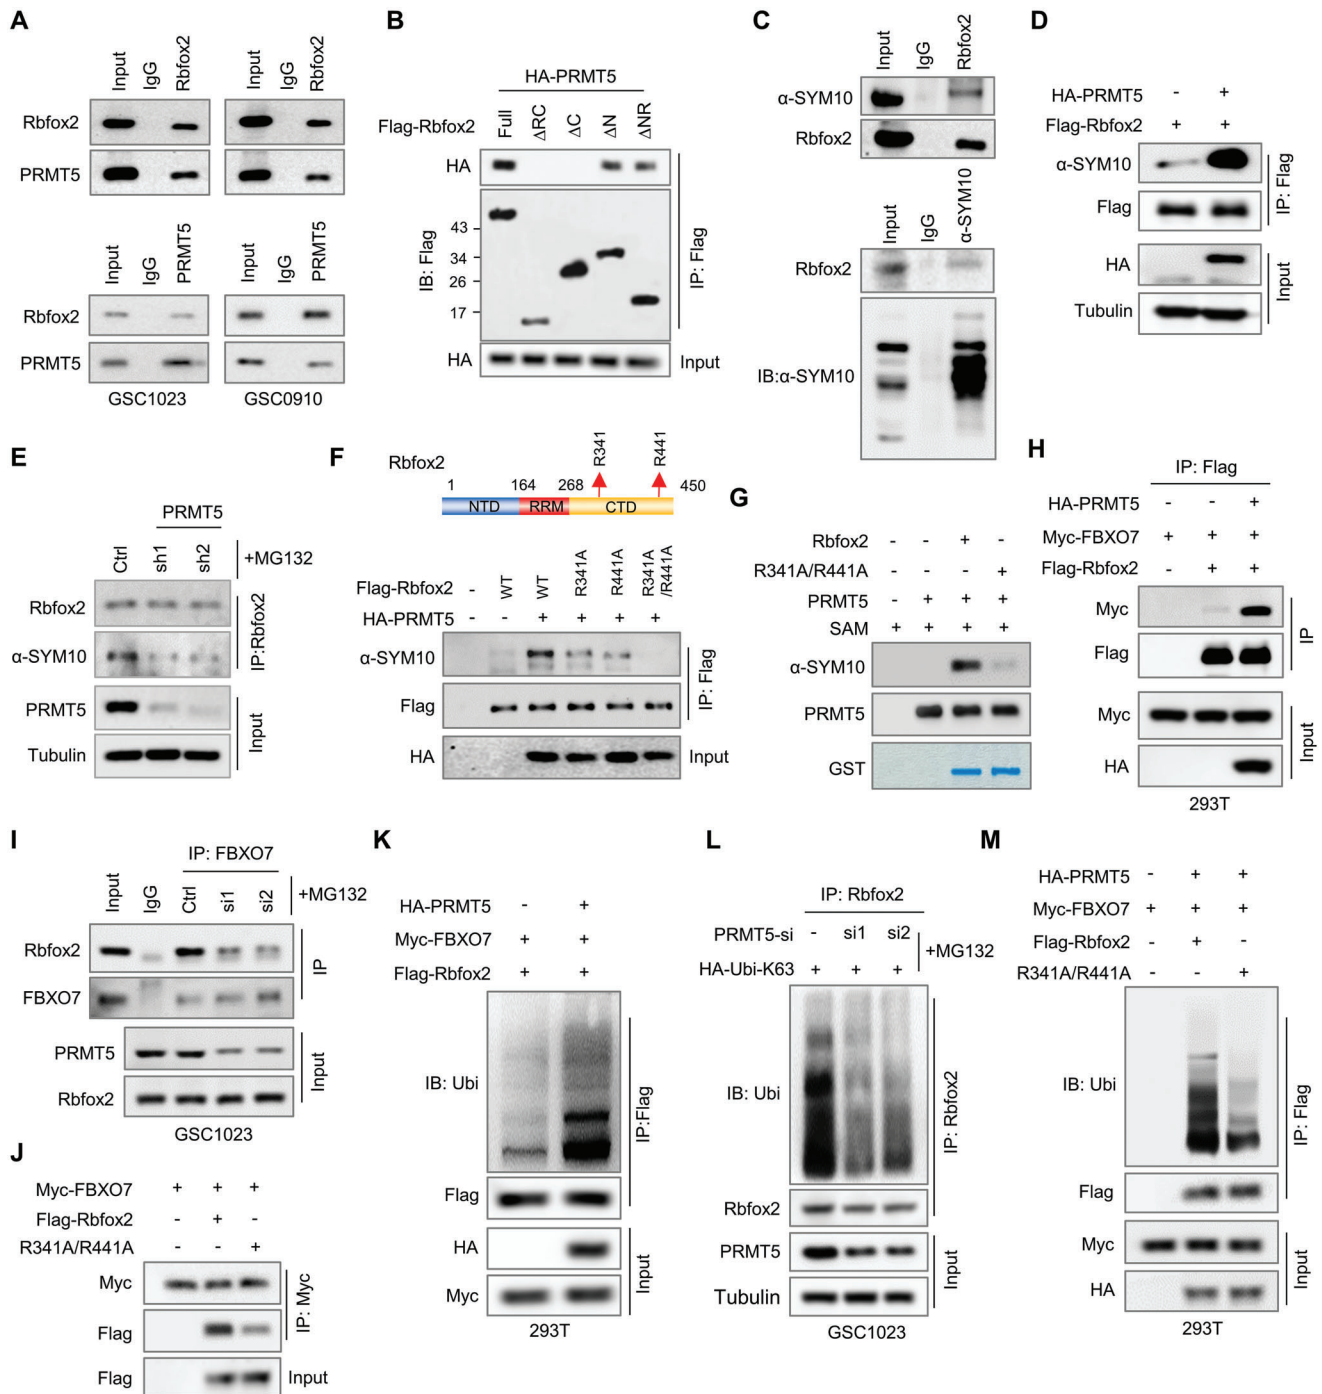 A
Input IgG Rbfox2 Input IgG Rbfox2
Rbfox2
PRMT5
Input IgG PRMT5 Input IgG PRMT5
Rbfox2
PRMT5
GSC1023 GSC0910
B
HA-PRMT5
Flag-Rbfox2 Full ΔRC ΔC ΔN ΔNR
HA
IB: Flag
43
34
26
17
IP: Flag
HA Input
C
Input IgG Rbfox2
α-SYM10
Rbfox2
Input IgG α-SYM10
Rbfox2
IB:α-SYM10
D
HA-PRMT5 - +
Flag-Rbfox2 + +
α-SYM10
Flag
IP: Flag
HA
Tubulin
Input
E
PRMT5
Ctrl sh1 sh2 +MG132
Rbfox2
α-SYM10
IP:Rbfox2
PRMT5
Tubulin
Input
F
Rbfox2 R341 R441
1 164 268 450
NTD RRM CTD
Flag-Rbfox2 - WT WT R341A R441A R341A/R441A
HA-PRMT5 - - + + + +
α-SYM10
Flag
IP: Flag
HA Input
G
Rbfox2 - - + -
R341A/R441A - - - +
PRMT5 - + + +
SAM + + + +
α-SYM10
PRMT5
GST
H
IP: Flag
HA-PRMT5 - - +
Myc-FBXO7 + + +
Flag-Rbfox2 - + +
Myc
Flag
IP
Myc
HA
Input
293T
I
IP: FBXO7
Input IgG Ctrl si1 si2 +MG132
Rbfox2
FBXO7
IP
PRMT5
Rbfox2
Input
GSC1023
J
Myc-FBXO7 + + +
Flag-Rbfox2 - + -
R341A/R441A - - +
Myc
Flag
IP: Myc
Flag Input
K
HA-PRMT5 - +
Myc-FBXO7 + +
Flag-Rbfox2 + +
IB: Ubi
Flag
IP:Flag
HA
Myc
Input
293T
L
IP: Rbfox2
PRMT5-si - si1 si2
HA-Ubi-K63 + + +
+MG132
IB: Ubi
Rbfox2
IP: Rbfox2
PRMT5
Tubulin
Input
GSC1023
M
HA-PRMT5 - + +
Myc-FBXO7 + + +
Flag-Rbfox2 - + -
R341A/R441A - - +
IB: Ubi
Flag
IP: Flag
Myc
HA
Input
293T